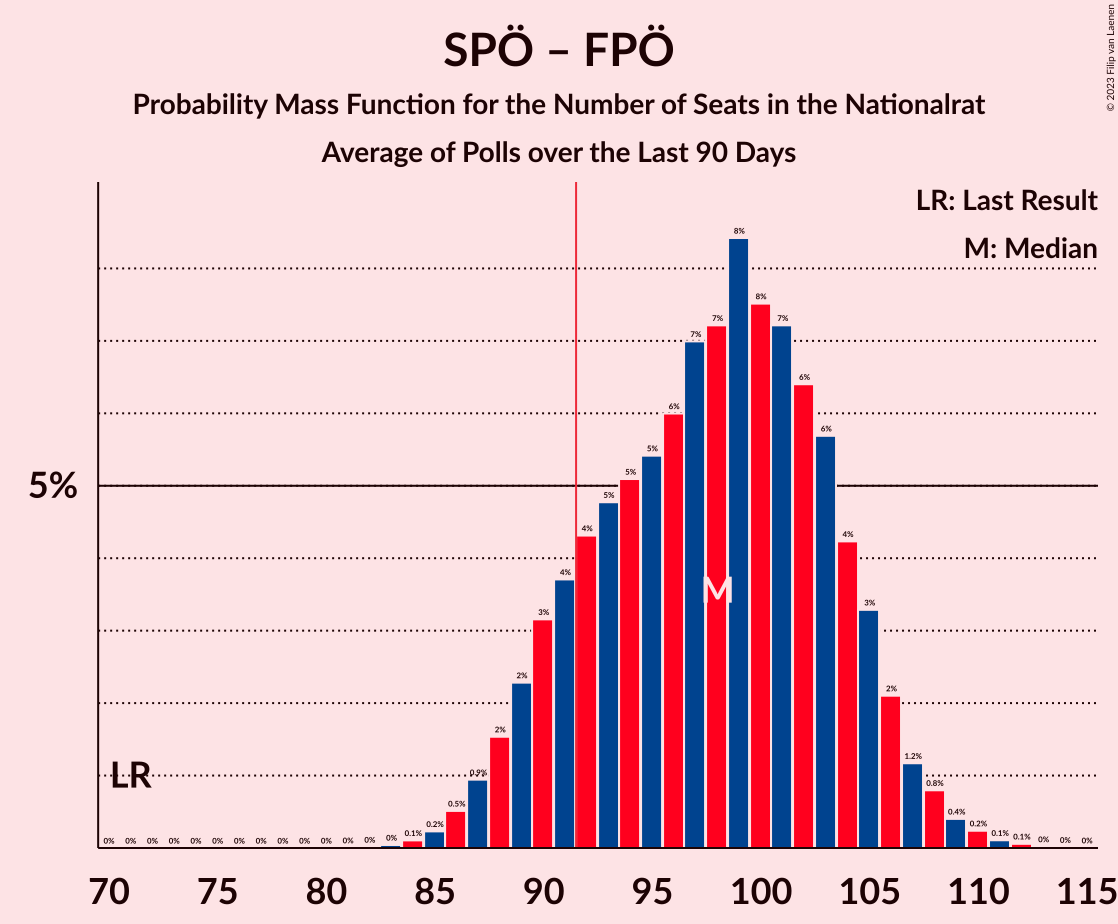 SPÖ – FPÖ
Probability Mass Function for the Number of Seats in the Nationalrat
Average of Polls over the Last 90 Days
© 2023 Filip van Laenen
LR: Last Result
M: Median
5%
LR
M
0% 0% 0% 0% 0% 0% 0% 0% 0% 0% 0% 0% 0% 0% 0.1% 0.2% 0.5% 0.9% 2% 2% 3% 4% 4% 5% 5% 5% 6% 7% 7% 8% 8% 7% 6% 6% 4% 3% 2% 1.2% 0.8% 0.4% 0.2% 0.1% 0.1% 0% 0% 0%
70 75 80 85 90 95 100 105 110 115